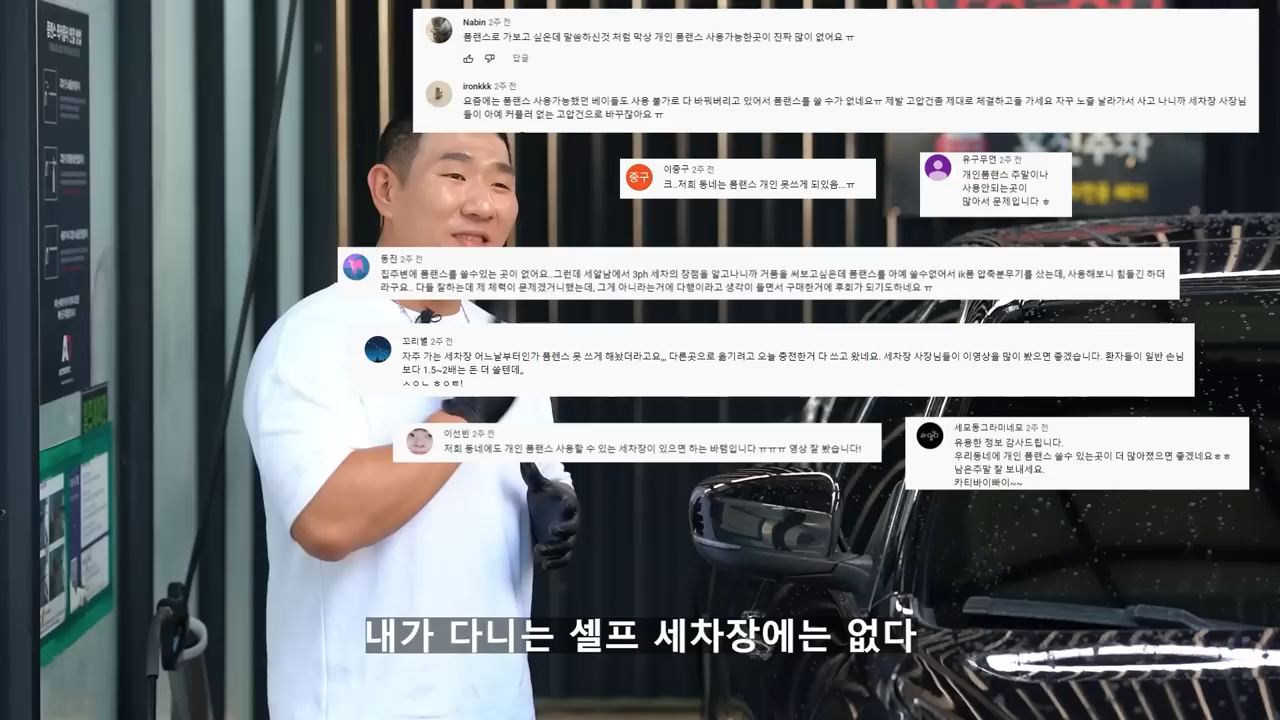 Nabin 2주 전
폼랜스로 가보고 싶은데 말씀하신것 처럼 막상 개인 폼랜스 사용가능한곳이 진짜 많이 없어요 ㅠ
답글
ironkkk 2주 전
요즘에는 폼랜스 사용가능했던 베이들도 사용 불가로 다 바꿔버리고 있어서 폼랜스를 쓸 수가 없네요ㅠ 제발 고압건좀 제대로 체결하고들 가세요 자꾸 노즐 날라가서 사고 나니까 세차장 사장님
들이 아예 커플러 없는 고압건으로 바꾸잖아요 ㅠ
중구
이중구 2주 전
크..저희 동네는 폼랜스 개인 못쓰게 되있음...ㅠ
유구무언 2주 전
개인폼랜스 주말이나
사용안되는곳이
많아서 문제입니다 ㅎ
동진 2주 전
집주변에 폼랜스를 쓸수있는 곳이 없어요..그런데 세알남에서 3ph 세차의 장점을 알고나니까 거품을 써보고싶은데 폼랜스를 아예 쓸수없어서 ik폼 압축분무기를 샀는데, 사용해보니 힘들긴 하더
라구요.. 다들 잘하는데 제 체력이 문제겠거니했는데, 그게 아니라는거에 다행이라고 생각이 들면서 구매한거에 후회가 되기도하네요 ㅠ
꼬리별 2주 전
자주 가는 세차장 어느날부터인가 폼렌스 못 쓰게 해놨더라고요,,, 다른곳으로 옮기려고 오늘 충전한거 다 쓰고 왔네요. 세차장 사장님들이 이영상을 많이 봤으면 좋겠습니다. 환자들이 일반 손님
보다 1.5~2배는 돈 더 쓸텐데,,
이선빈 2주 전
저희 동네에도 개인 폼랜스 사용할 수 있는 세차장이 있으면 하는 바램입니다 ㅠㅠㅠ 영상 잘 봤습니다!
세모동그라미네모 2주 전
유용한 정보 감사드립니다.
우리동네에 개인 폼랜스 쓸수 있는곳이 더 많아졌으면 좋겠네요ㅎㅎ
남은주말 잘 보내세요.
카티바이빠이~~
내가 다니는 셀프 세차장에는 없다